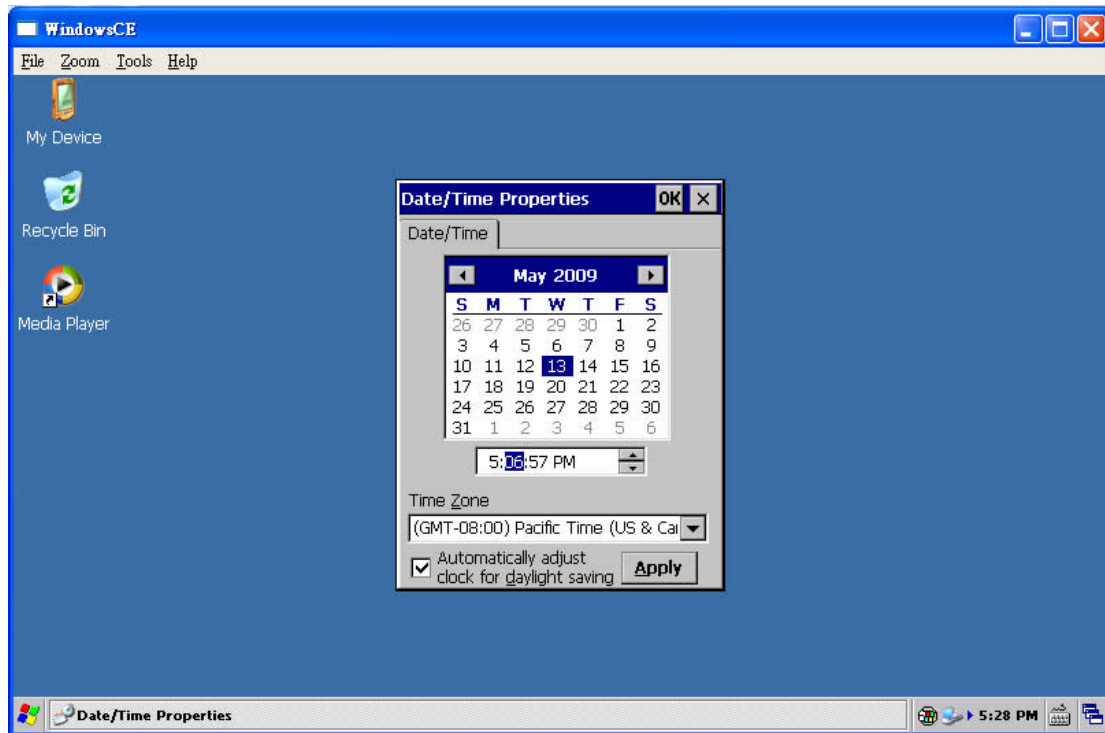 WindowsCE
File Zoom Tools Help
My Device
Recycle Bin
Media Player
Date/Time Properties OK
Date/Time
May 2009
S M T W T F S
26 27 28 29 30 1 2
3 4 5 6 7 8 9
10 11 12 13 14 15 16
17 18 19 20 21 22 23
24 25 26 27 28 29 30
31 1 2 3 4 5 6
5:06:57 PM
Time Zone
(GMT-08:00) Pacific Time (US & Ca
Automatically adjust
clock for daylight saving
Apply
Date/Time Properties 5:28 PM